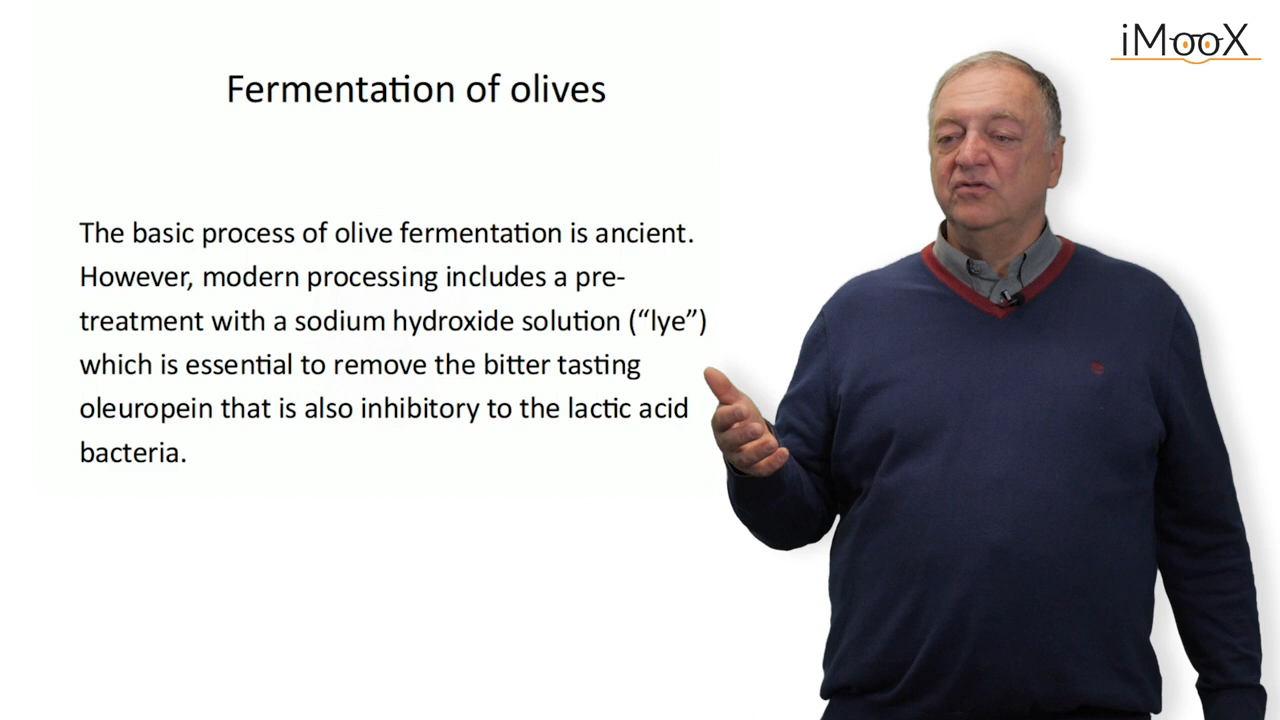 iMooX
Fermentation of olives
The basic process of olive fermentation is ancient.
However, modern processing includes a pre-
treatment with a sodium hydroxide solution (“lye”)
which is essential to remove the bitter tasting
oleuropein that is also inhibitory to the lactic acid
bacteria.